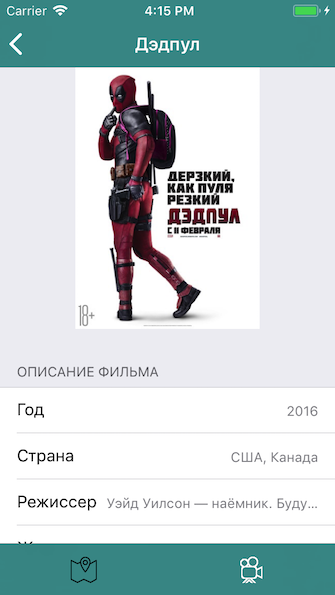 Carrier 4:15 PM
Дэдпул
ДЕРЗКИЙ,
КАК ПУЛЯ
РЕЗКИЙ
ДЭДПУЛ
С 11 ФЕВРАЛЯ
18+
ОПИСАНИЕ ФИЛЬМА
Год 2016
Страна США, Канада
Режиссер Уэйд Уилсон — наёмник. Буду...